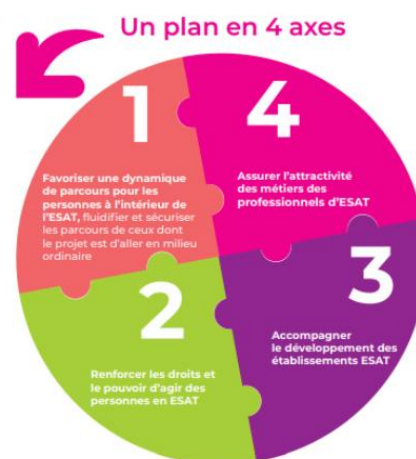 Un plan en 4 axes
1
Favoriser une dynamique
de parcours pour les
personnes à l'intérieur de
l'ESAT, fluidifier et sécuriser
les parcours de ceux dont
le projet est d'aller en milieu
ordinaire
2
Renforcer les droits et
le pouvoir d'agir des
personnes en ESAT
3
Accompagner
le développement des
établissements ESAT
4
Assurer l'attractivité
des métiers des
professionnels d'ESAT